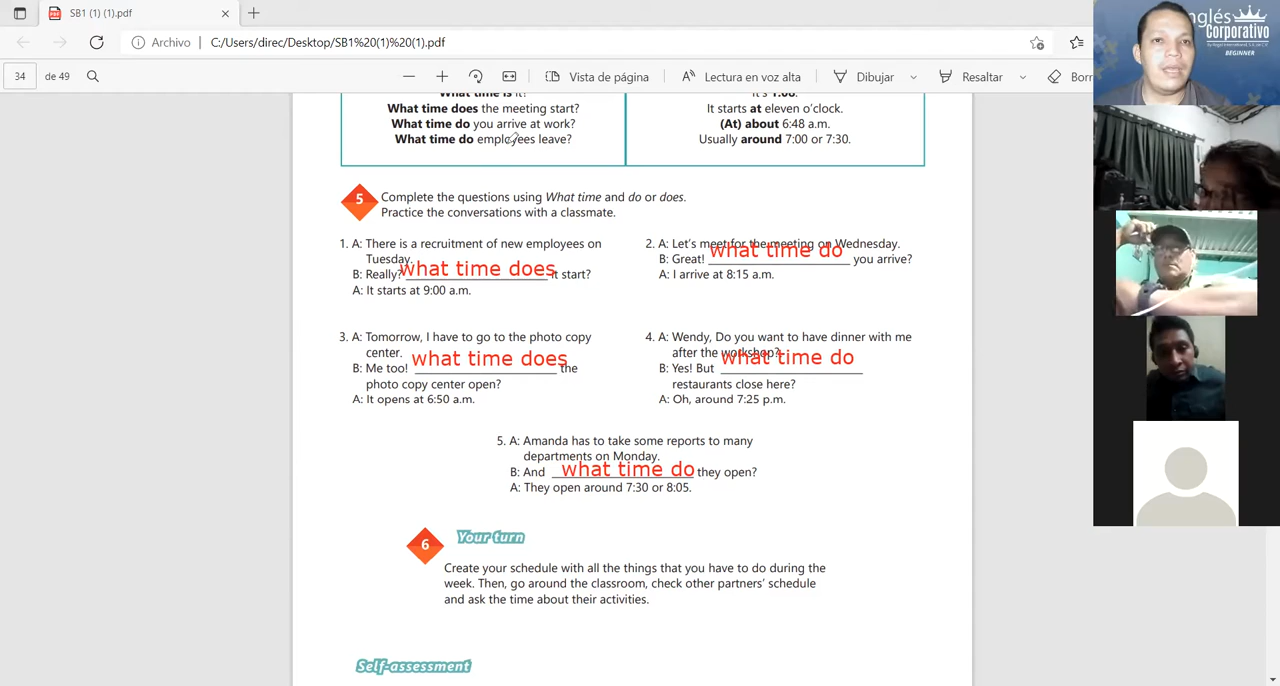 SB1 (1) (1).pdf
Archivo
C:/Users/direc/Desktop/SB1%20(1)%20(1).pdf
34
de 49
Vista de página
Lectura en voz alta
Dibujar
Resaltar
Borr
What time is it?
What time does the meeting start?
What time do you arrive at work?
What time do employees leave?
It's 1:00.
It starts at eleven o'clock.
(At) about 6:48 a.m.
Usually around 7:00 or 7:30.
5
Complete the questions using What time and do or does.
Practice the conversations with a classmate.
1. A: There is a recruitment of new employees on
Tuesday.
B: Really? what time does it start?
A: It starts at 9:00 a.m.
2. A: Let's meet for the meeting on Wednesday.
B: Great! what time do you arrive?
A: I arrive at 8:15 a.m.
3. A: Tomorrow, I have to go to the photo copy
center.
B: Me too! what time does the
photo copy center open?
A: It opens at 6:50 a.m.
4. A: Wendy, Do you want to have dinner with me
after the workshop?
B: Yes! But what time do
restaurants close here?
A: Oh, around 7:25 p.m.
5. A: Amanda has to take some reports to many
departments on Monday.
B: And what time do they open?
A: They open around 7:30 or 8:05.
6
Your turn
Create your schedule with all the things that you have to do during the
week. Then, go around the classroom, check other partners' schedule
and ask the time about their activities.
Self-assessment
nglés
Corporativo
BEGINNER